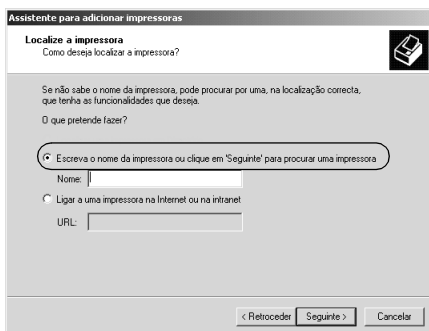 Assistente para adicionar impressoras
Localize a impressora
Como deseja localizar a impressora?
Se não sabe o nome da impressora, pode procurar por uma, na localização correcta,
que tenha as funcionalidades que deseja.
O que pretende fazer?
Escreva o nome da impressora ou clique em 'Seguinte' para procurar uma impressora
Nome:
Ligar a uma impressora na Internet ou na intranet
URL:
< Retroceder Seguinte > Cancelar